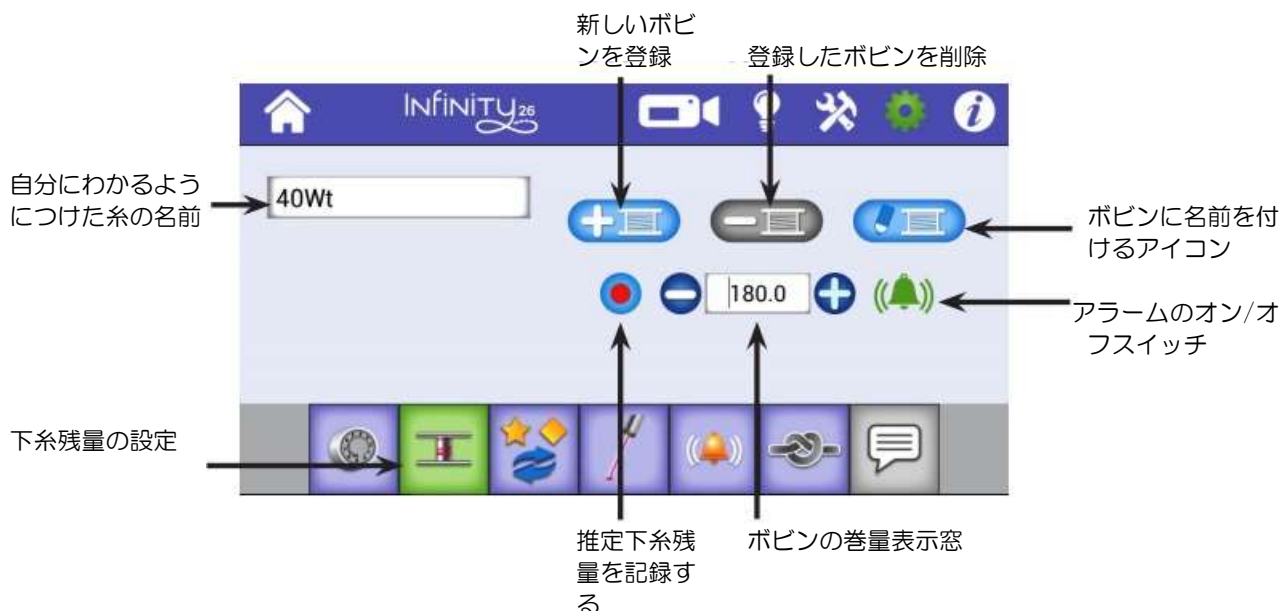 新しいボビ
ンを登録
登録したボビンを削除
INFINITY26
自分にわかるよう
につけた糸の名前
40Wt
ボビンに名前を付
けるアイコン
180.0
アラームのオン/オ
フスイッチ
下糸残量の設定
推定下糸残
量を記録す
る
ボビンの巻量表示窓